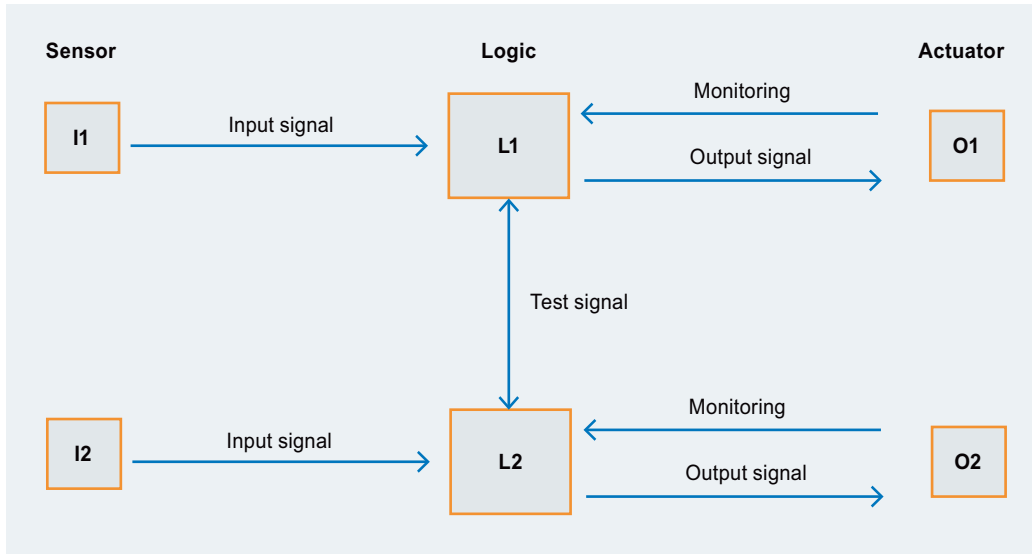 Sensor
Logic
Actuator
I1
Input signal
L1
Monitoring
Output signal
O1
Test signal
I2
Input signal
L2
Monitoring
Output signal
O2